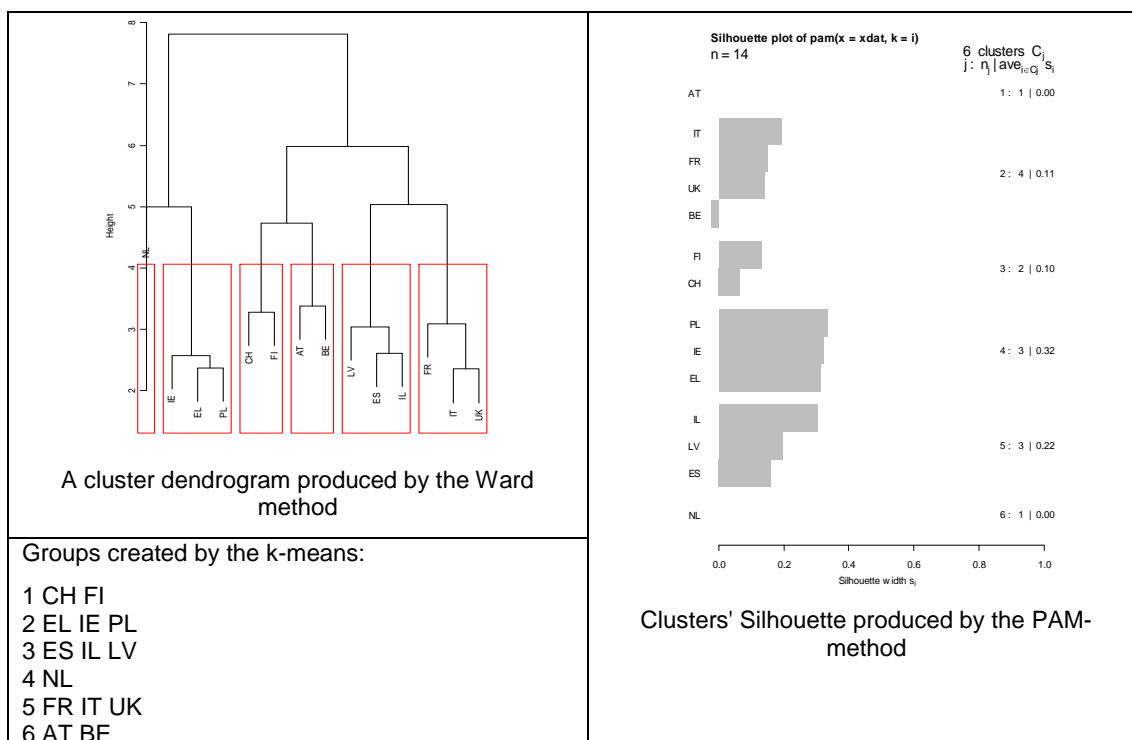 8
7
6
5
4
3
2
Height
NL
IE
EL
PL
CH
FI
AT
BE
LV
ES
IL
FR
IT
UK
A cluster dendrogram produced by the Ward
method
Groups created by the k-means:
1 CH FI
2 EL IE PL
3 ES IL LV
4 NL
5 FR IT UK
6 AT BE
Silhouette plot of pam(x = xdat, k = i)
n = 14
6 clusters Cj
j : nj | avei∈Cj si
AT 1 : 1 | 0.00
IT
FR
2 : 4 | 0.11
UK
BE
FI
3 : 2 | 0.10
CH
PL
IE 4 : 3 | 0.32
EL
IL
LV 5 : 3 | 0.22
ES
NL 6 : 1 | 0.00
0.0 0.2 0.4 0.6 0.8 1.0
Silhouette width si
Clusters' Silhouette produced by the PAM-
method